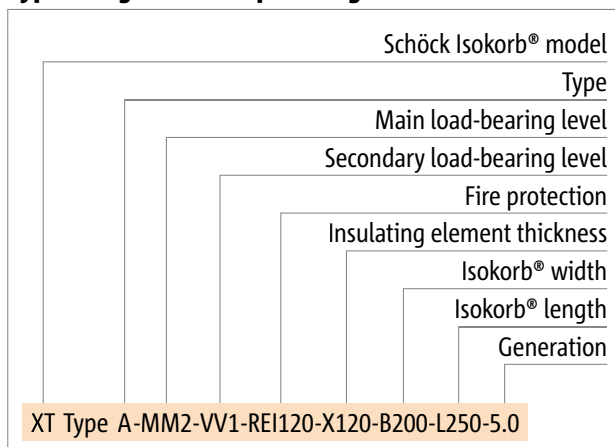 Schöck Isokorb® model
Type
Main load-bearing level
Secondary load-bearing level
Fire protection
Insulating element thickness
Isokorb® width
Isokorb® length
Generation
XT Type A-MM2-VV1-REI120-X120-B200-L250-5.0